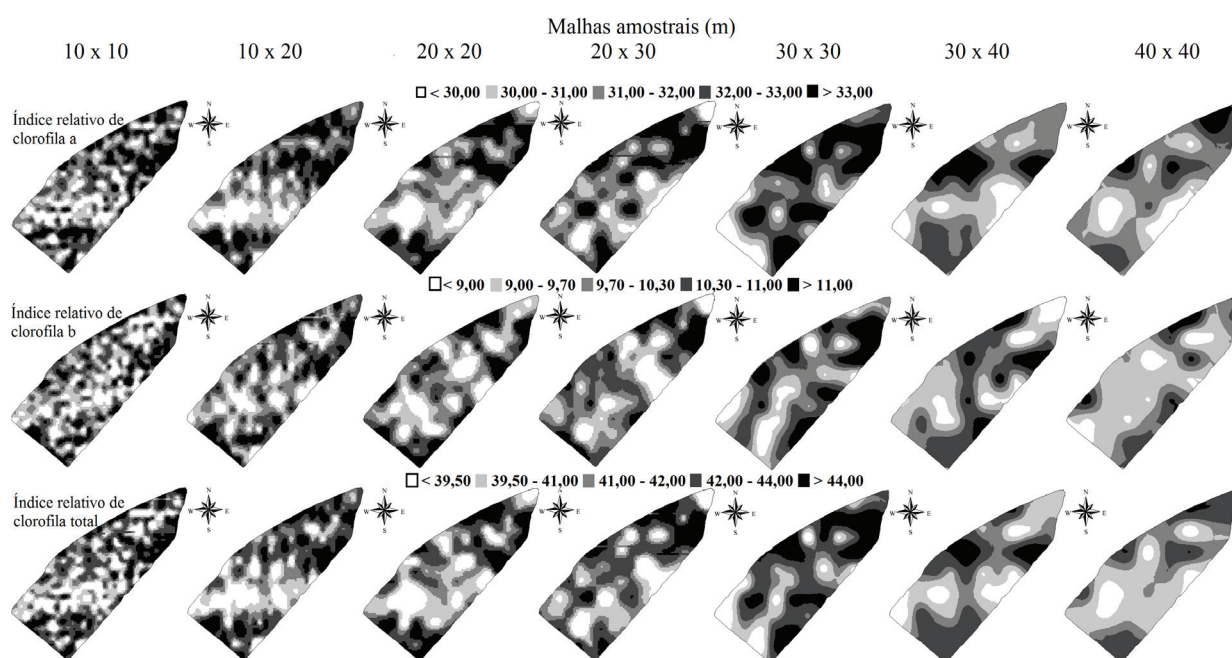 Malhas amostrais (m)
10 x 10 10 x 20 20 x 20 20 x 30 30 x 30 30 x 40 40 x 40
< 30,00 30,00 - 31,00 31,00 - 32,00 32,00 - 33,00 > 33,00
Índice relativo de
clorofila a
N W E S N W E S N W E S N W E S N W E S N W E S
< 9,00 9,00 - 9,70 9,70 - 10,30 10,30 - 11,00 > 11,00
Índice relativo de
clorofila b
N W E S N W E S N W E S N W E S N W E S N W E S
< 39,50 39,50 - 41,00 41,00 - 42,00 42,00 - 44,00 > 44,00
Índice relativo de
clorofila total
N W E S N W E S N W E S N W E S N W E S N W E S